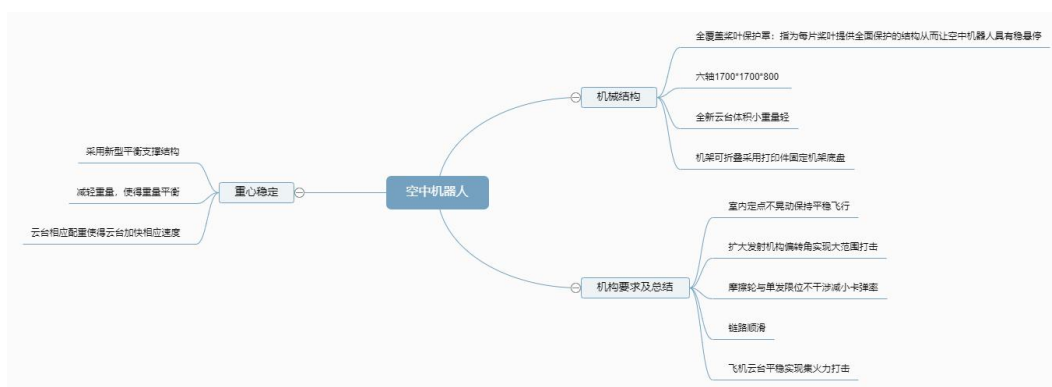 空中机器人
机械结构
全覆盖桨叶保护罩：指为每片桨叶提供全面保护的结构从而让空中机器人具有稳悬停
六轴1700*1700*800
全新云台体积小重量轻
机架可折叠采用打印件固定机架底盘
机构要求及总结
室内定点不晃动保持平稳飞行
扩大发射机构偏转角实现大范围打击
摩擦轮与单发限位不干涉减小卡弹率
链路顺滑
飞机云台平稳实现集火力打击
重心稳定
采用新型平衡支撑结构
减轻重量，使得重量平衡
云台相应配重使得云台加快相应速度